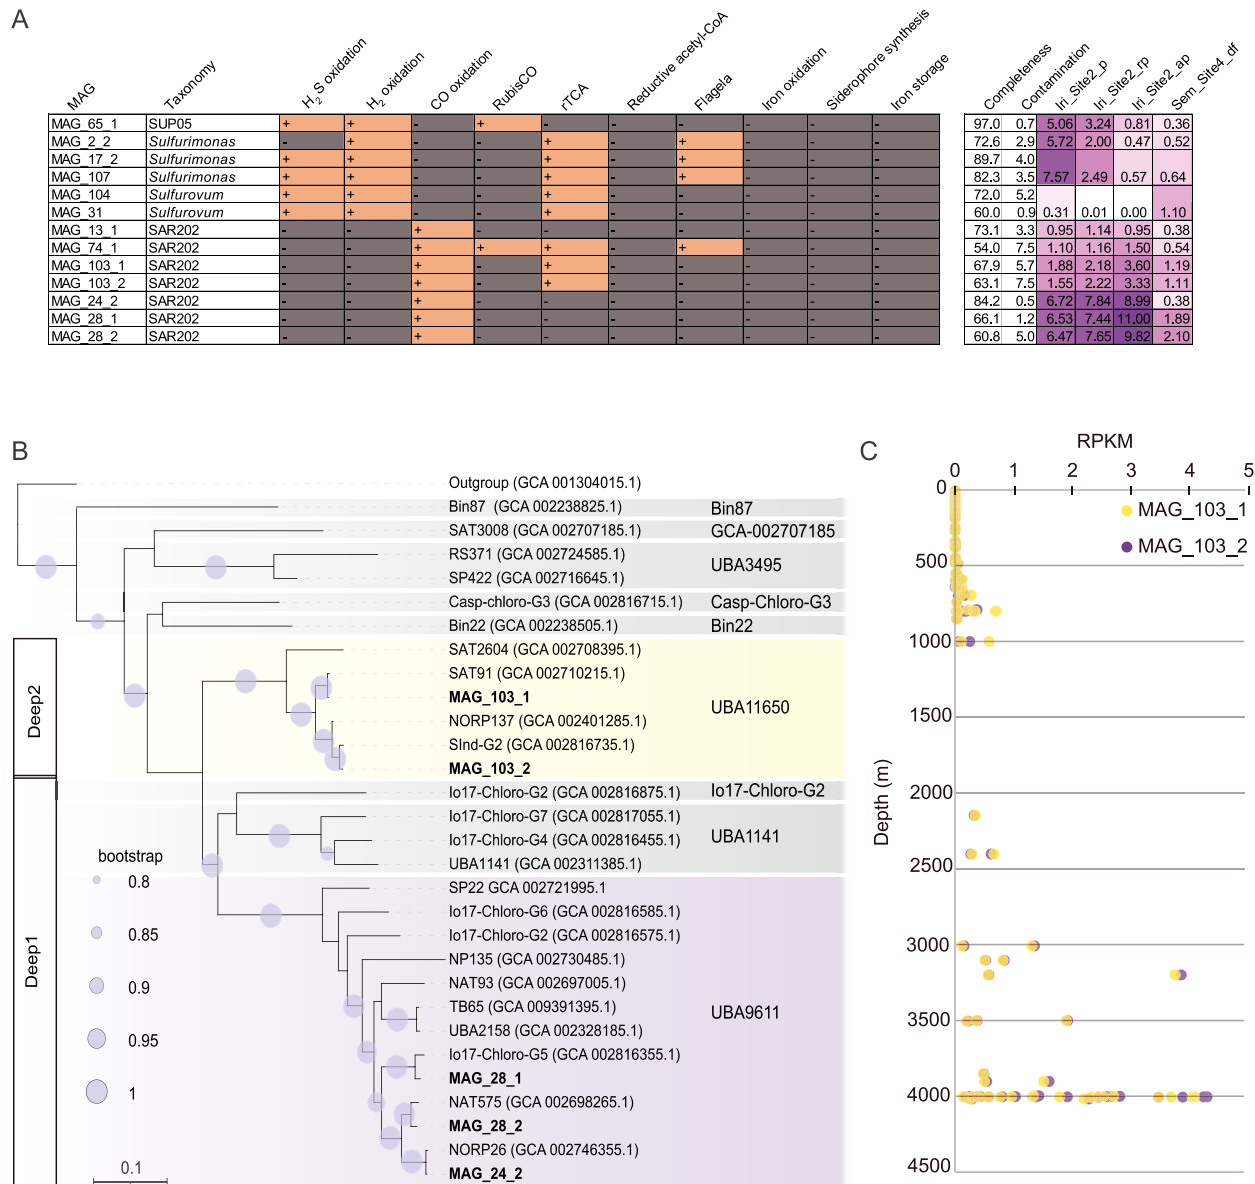 A
MAG Taxonomy H2S oxidation H2 oxidation CO oxidation RubisCO rTCA Reductive acetyl-CoA Flagela Iron oxidation Siderophore synthesis Iron storage Completeness Contamination Iri_Site2_p Iri_Site2_rp Iri_Site2_ap Sem_Site4_df
MAG_65_1 SUP05 + + - + - - - - - - 97.0 0.7 5.06 3.24 0.81 0.36
MAG_2_2 Sulfurimonas - + - - + - + - - - 72.6 2.9 5.72 2.00 0.47 0.52
MAG_17_2 Sulfurimonas + + - - + - + - - - 89.7 4.0
MAG_107 Sulfurimonas + + - - + - + - - - 82.3 3.5 7.57 2.49 0.57 0.64
MAG_104 Sulfurovum + + - - + - - - - - 72.0 5.2
MAG_31 Sulfurovum + + - - + - - - - - 60.0 0.9 0.31 0.01 0.00 1.10
MAG_13_1 SAR202 - - + - - - - - - - 73.1 3.3 0.95 1.14 0.95 0.38
MAG_74_1 SAR202 - - + + + - + - - - 54.0 7.5 1.10 1.16 1.50 0.54
MAG_103_1 SAR202 - - + - + - - - - - 67.9 5.7 1.88 2.18 3.60 1.19
MAG_103_2 SAR202 - - + - + - - - - - 63.1 7.5 1.55 2.22 3.33 1.11
MAG_24_2 SAR202 - - + - - - - - - - 84.2 0.5 6.72 7.84 8.99 0.38
MAG_28_1 SAR202 - - + - - - - - - - 66.1 1.2 6.53 7.44 11.00 1.89
MAG_28_2 SAR202 - - + - - - - - - - 60.8 5.0 6.47 7.65 9.82 2.10
B
Outgroup (GCA 001304015.1)
Bin87 (GCA 002238825.1) Bin87
SAT3008 (GCA 002707185.1) GCA-002707185
RS371 (GCA 002724585.1)
UBA3495
SP422 (GCA 002716645.1)
Casp-chloro-G3 (GCA 002816715.1) Casp-Chloro-G3
Bin22 (GCA 002238505.1) Bin22
Deep2
SAT2604 (GCA 002708395.1)
SAT91 (GCA 002710215.1)
MAG_103_1
UBA11650
NORP137 (GCA 002401285.1)
SInd-G2 (GCA 002816735.1)
MAG_103_2
Deep1
Io17-Chloro-G2 (GCA 002816875.1) Io17-Chloro-G2
Io17-Chloro-G7 (GCA 002817055.1)
Io17-Chloro-G4 (GCA 002816455.1) UBA1141
UBA1141 (GCA 002311385.1)
SP22 GCA 002721995.1
Io17-Chloro-G6 (GCA 002816585.1)
Io17-Chloro-G2 (GCA 002816575.1)
NP135 (GCA 002730485.1)
NAT93 (GCA 002697005.1)
TB65 (GCA 009391395.1)
UBA9611
UBA2158 (GCA 002328185.1)
Io17-Chloro-G5 (GCA 002816355.1)
MAG_28_1
NAT575 (GCA 002698265.1)
MAG_28_2
NORP26 (GCA 002746355.1)
MAG_24_2
bootstrap
0.8
0.85
0.9
0.95
1
0.1
C
RPKM
0 1 2 3 4 5
MAG_103_1
MAG_103_2
Depth (m)
0
500
1000
1500
2000
2500
3000
3500
4000
4500